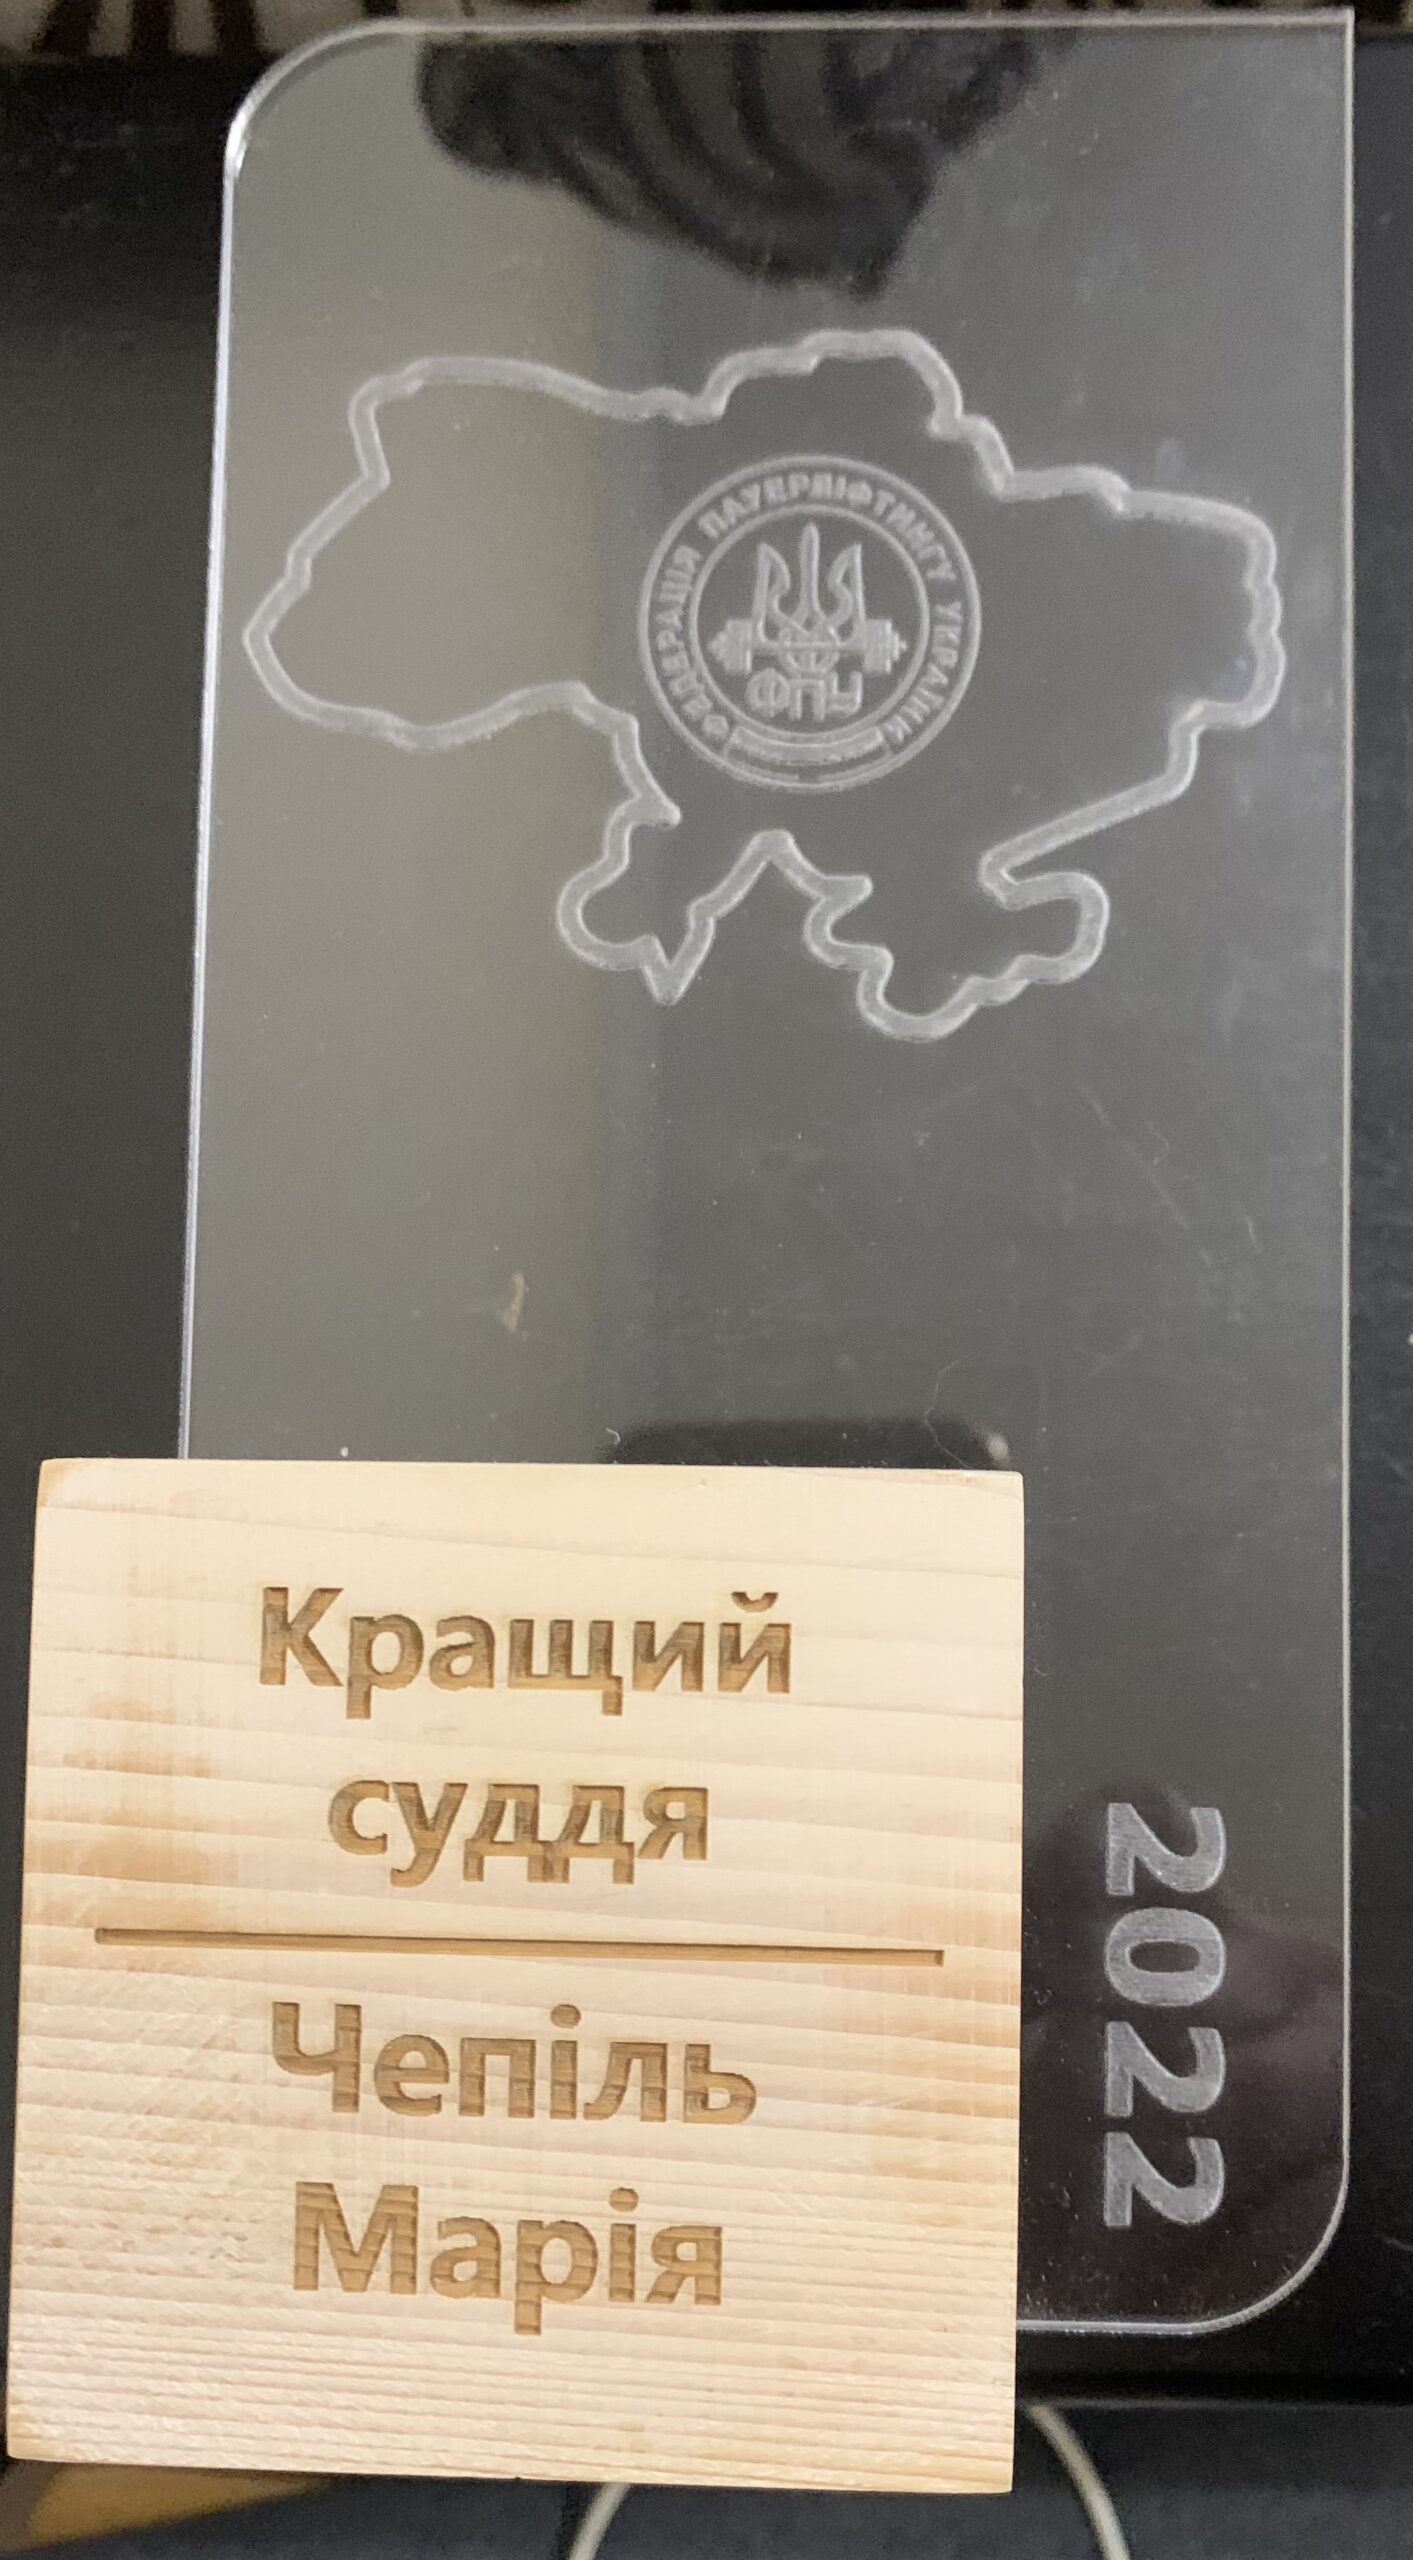 ФЕДЕРАЦІЯ ПАУЕРЛІФТИНГУ УКРАЇНИ
ФПУ
Кращий
суддя
Чепіль
Марія
2022